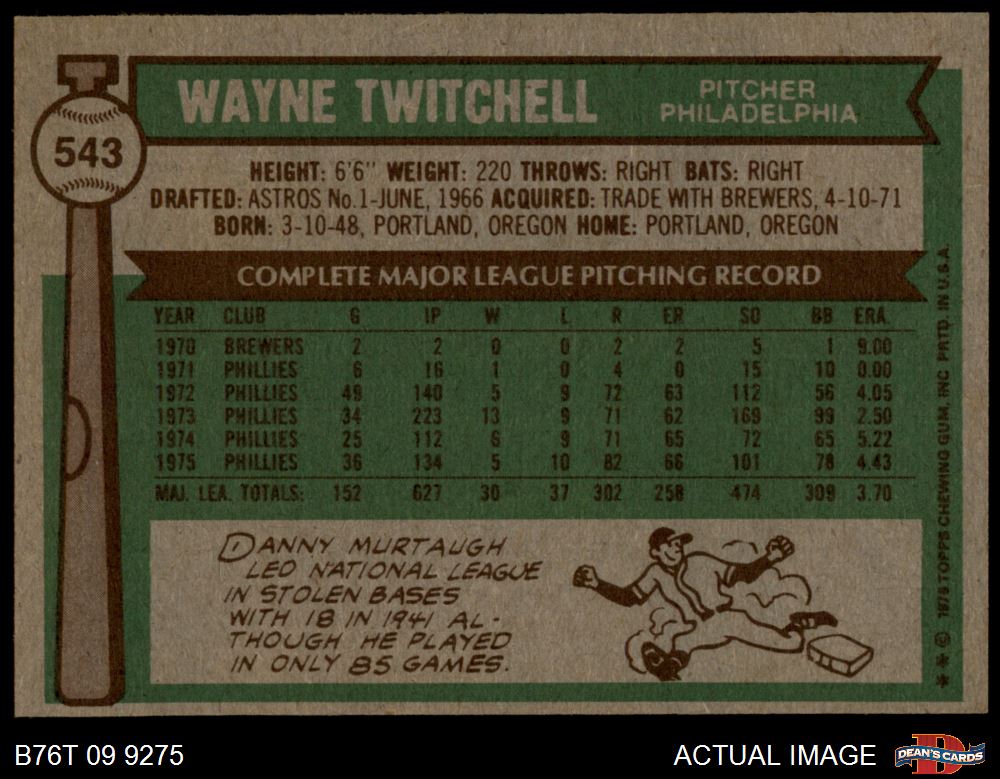 WAYNE TWITCHELL
PITCHER
PHILADELPHIA
543
HEIGHT: 6'6" WEIGHT: 220 THROWS: RIGHT BATS: RIGHT
DRAFTED: ASTROS No.1-JUNE, 1966 ACQUIRED: TRADE WITH BREWERS, 4-10-71
BORN: 3-10-48, PORTLAND, OREGON HOME: PORTLAND, OREGON
COMPLETE MAJOR LEAGUE PITCHING RECORD
YEAR CLUB G IP W L R ER SO BB ERA
1970 BREWERS 2 2 0 0 2 2 5 1 9.00
1971 PHILLIES 6 16 1 0 4 0 15 10 0.00
1972 PHILLIES 49 140 5 9 72 63 112 56 4.05
1973 PHILLIES 34 223 13 9 71 62 169 99 2.50
1974 PHILLIES 25 112 6 9 71 65 72 65 5.22
1975 PHILLIES 36 134 5 10 82 66 101 78 4.43
MAJ. LEA. TOTALS: 152 627 30 37 302 258 474 309 3.70
DANNY MURTAUGH
LED NATIONAL LEAGUE
IN STOLEN BASES
WITH 18 IN 1941 AL-
THOUGH HE PLAYED
IN ONLY 85 GAMES.
** © 1976 TOPPS CHEWING GUM, INC PRTD. IN U.S.A.
B76T 09 9275
ACTUAL IMAGE
DEAN'S CARDS